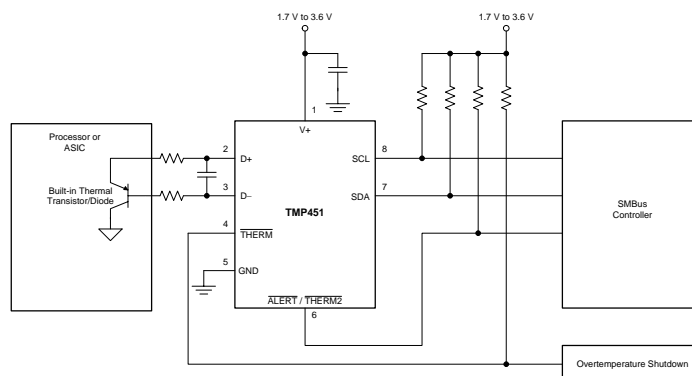 1.7 V to 3.6 V
1.7 V to 3.6 V
1
V+
Processor or
ASIC
Built-in Thermal
Transistor/Diode
2
D+
3
D−
TMP451
4
THERM
5
GND
ALERT / THERM2
6
SCL
8
SDA
7
SMBus
Controller
Overtemperature Shutdown